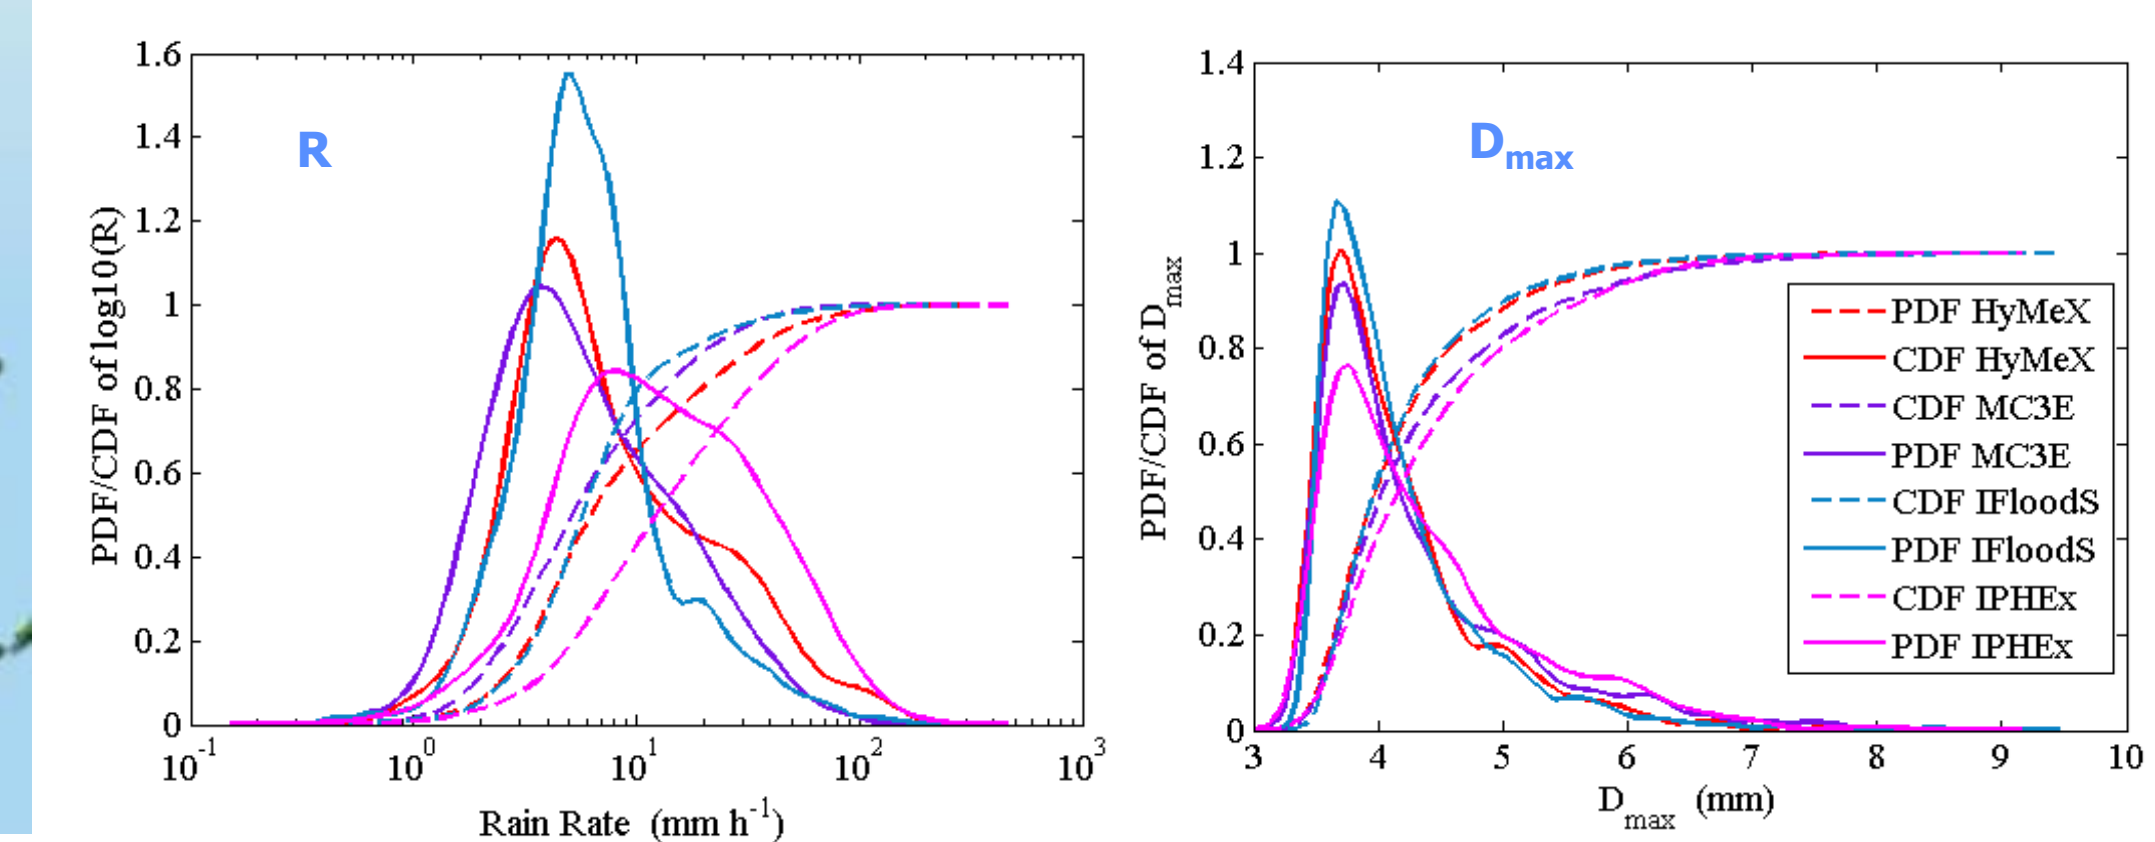 R
1.6
1.4
1.2
1
0.8
0.6
0.4
0.2
0
PDF/CDF of log10(R)
10^-1
10^0
10^1
10^2
10^3
Rain Rate (mm h^-1)
D_max
1.4
1.2
1
0.8
0.6
0.4
0.2
0
PDF/CDF of D_max
3 4 5 6 7 8 9 10
D_max (mm)
PDF HyMeX
CDF HyMeX
CDF MC3E
PDF MC3E
CDF IFloodS
PDF IFloodS
CDF IPHEx
PDF IPHEx